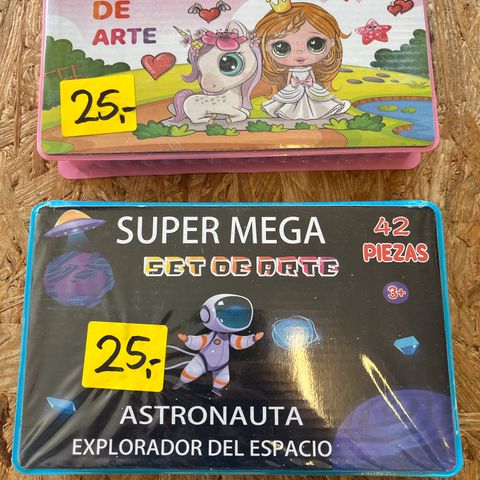 DE
ARTE
25,-
SUPER MEGA
SET DE ARTE
42
PIEZAS
3+
25,-
ASTRONAUTA
EXPLORADOR DEL ESPACIO